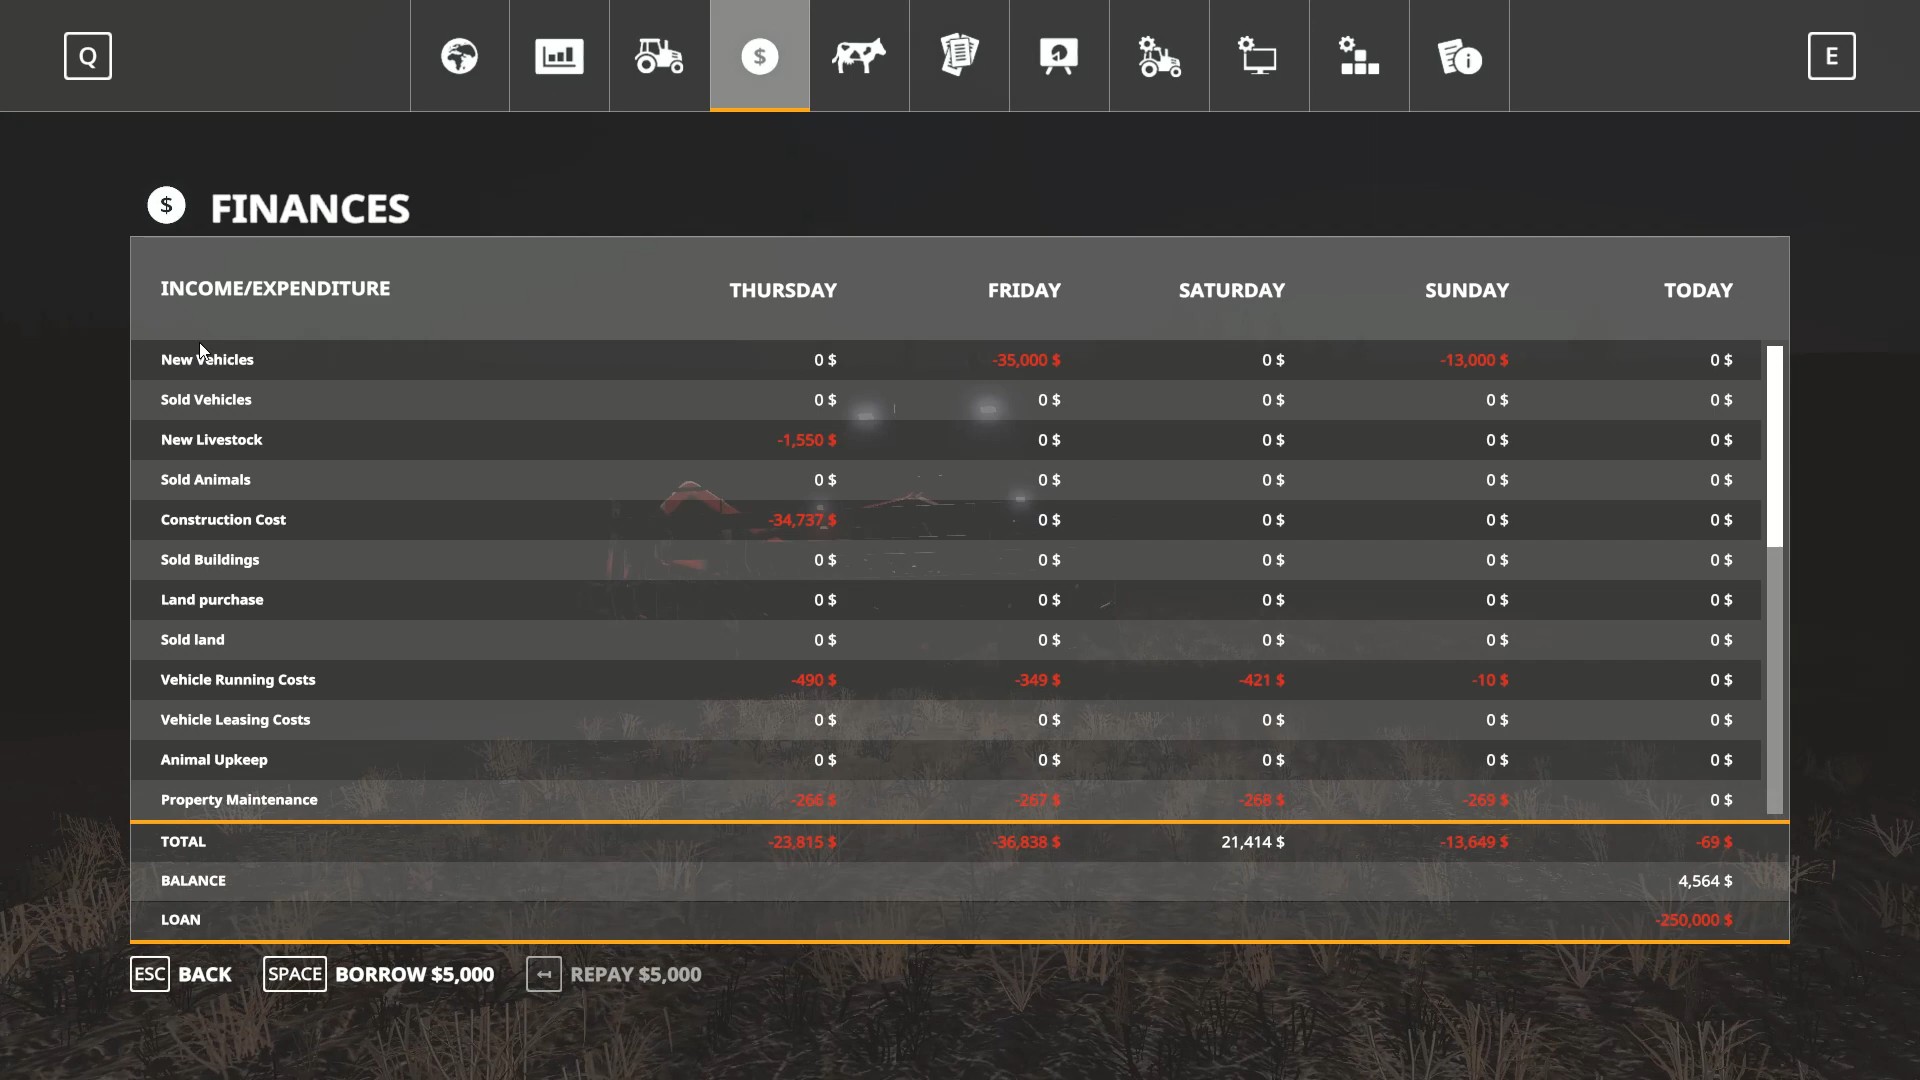 Q
$
E
$ FINANCES
INCOME/EXPENDITURE THURSDAY FRIDAY SATURDAY SUNDAY TODAY
New Vehicles 0 $ -35,000 $ 0 $ -13,000 $ 0 $
Sold Vehicles 0 $ 0 $ 0 $ 0 $ 0 $
New Livestock -1,550 $ 0 $ 0 $ 0 $ 0 $
Sold Animals 0 $ 0 $ 0 $ 0 $ 0 $
Construction Cost -34,737 $ 0 $ 0 $ 0 $ 0 $
Sold Buildings 0 $ 0 $ 0 $ 0 $ 0 $
Land purchase 0 $ 0 $ 0 $ 0 $ 0 $
Sold land 0 $ 0 $ 0 $ 0 $ 0 $
Vehicle Running Costs -490 $ -349 $ -421 $ -10 $ 0 $
Vehicle Leasing Costs 0 $ 0 $ 0 $ 0 $ 0 $
Animal Upkeep 0 $ 0 $ 0 $ 0 $ 0 $
Property Maintenance -266 $ -267 $ -268 $ -269 $ 0 $
TOTAL -23,815 $ -36,838 $ 21,414 $ -13,649 $ -69 $
BALANCE 4,564 $
LOAN -250,000 $
ESC BACK SPACE BORROW $5,000 REPAY $5,000